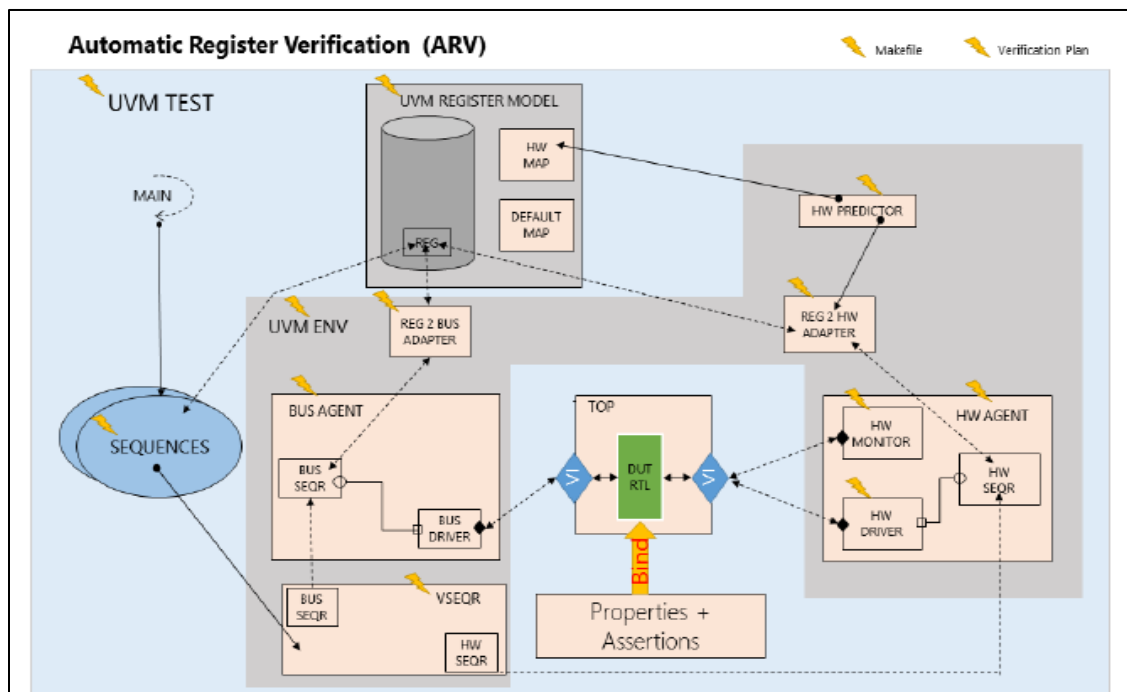 Automatic Register Verification (ARV)
Makefile
Verification Plan
UVM TEST
UVM REGISTER MODEL
HW
MAP
DEFAULT
MAP
REG
MAIN
HW PREDICTOR
UVM ENV
REG 2 BUS
ADAPTER
REG 2 HW
ADAPTER
SEQUENCES
BUS AGENT
BUS
SEQR
BUS
DRIVER
TOP
VI
DUT
RTL
VI
HW AGENT
HW
MONITOR
HW
DRIVER
HW
SEQR
Bind
Properties +
Assertions
BUS
SEQR
VSEQR
HW
SEQR